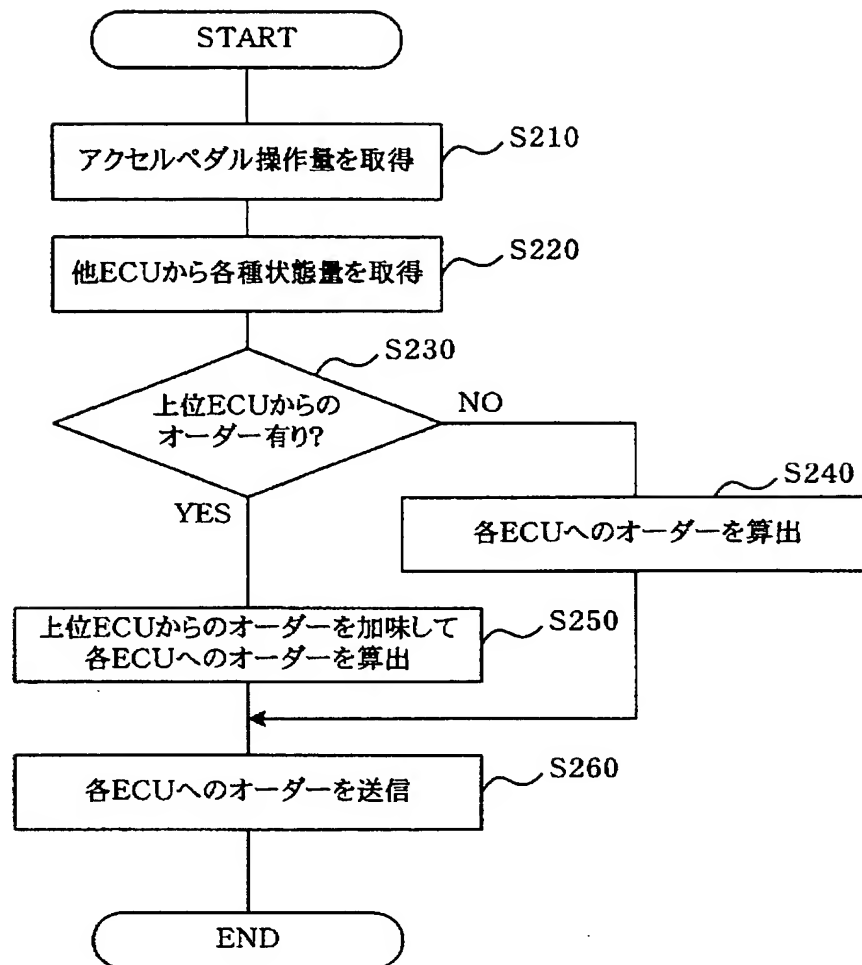 START
アクセルペダル操作量を取得
S210
他ECUから各種状態量を取得
S220
S230
上位ECUからの
オーダー有り?
NO
YES
S240
各ECUへのオーダーを算出
上位ECUからのオーダーを加味して
各ECUへのオーダーを算出
S250
各ECUへのオーダーを送信
S260
END